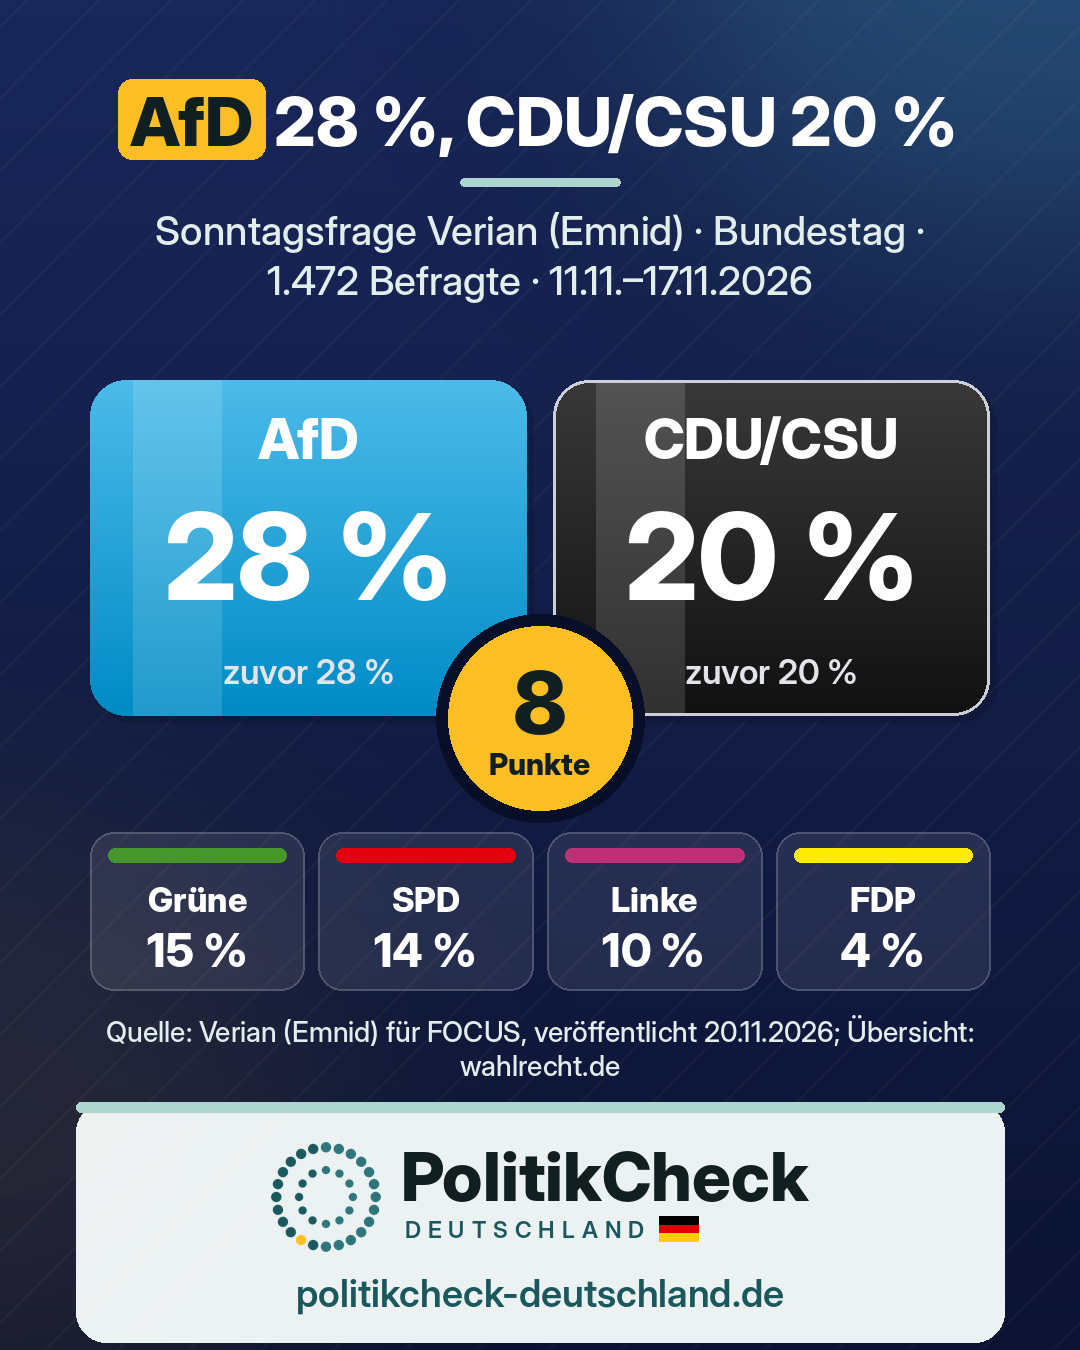 AfD 28 %, CDU/CSU 20 %
Sonntagsfrage Verian (Emnid) · Bundestag ·
1.472 Befragte · 11.11.–17.11.2026
AfD
28 %
zuvor 28 %
CDU/CSU
20 %
zuvor 20 %
8
Punkte
Grüne
15 %
SPD
14 %
Linke
10 %
FDP
4 %
Quelle: Verian (Emnid) für FOCUS, veröffentlicht 20.11.2026; Übersicht:
wahlrecht.de
PolitikCheck
DEUTSCHLAND
politikcheck-deutschland.de